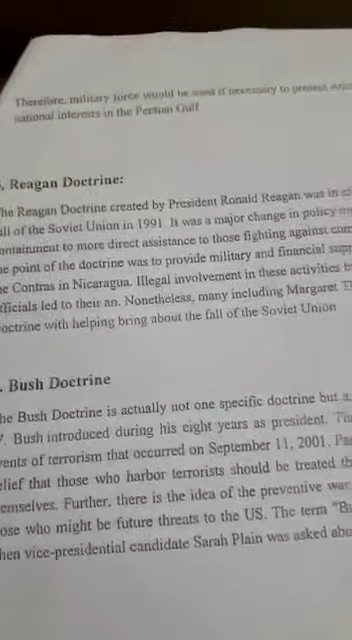 Therefore, military force would be used if necessary to protect
national interests in the Persian Gulf
. Reagan Doctrine:
he Reagan Doctrine created by President Ronald Reagan was in
ll of the Soviet Union in 1991. It was a major change in policy
ontainment to more direct assistance to those fighting against
e point of the doctrine was to provide military and financial
e Contras in Nicaragua. Illegal involvement in these activities
fficials led to their an. Nonetheless, many including Margaret
octrine with helping bring about the fall of the Soviet Union
. Bush Doctrine
he Bush Doctrine is actually not one specific doctrine but a
. Bush introduced during his eight years as president.
ents of terrorism that occurred on September 11, 2001.
elief that those who harbor terrorists should be treated
emselves. Further, there is the idea of the preventive war
ose who might be future threats to the US. The term "B
hen vice-presidential candidate Sarah Plain was asked abo